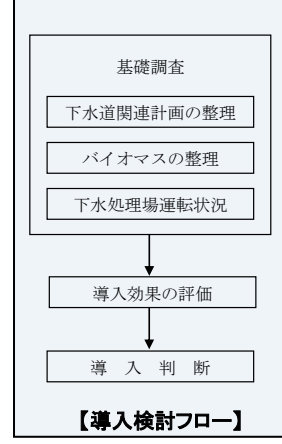 基礎調査
下水道関連計画の整理
バイオマスの整理
下水処理場運転状況
導入効果の評価
導 入 判 断
【導入検討フロー】